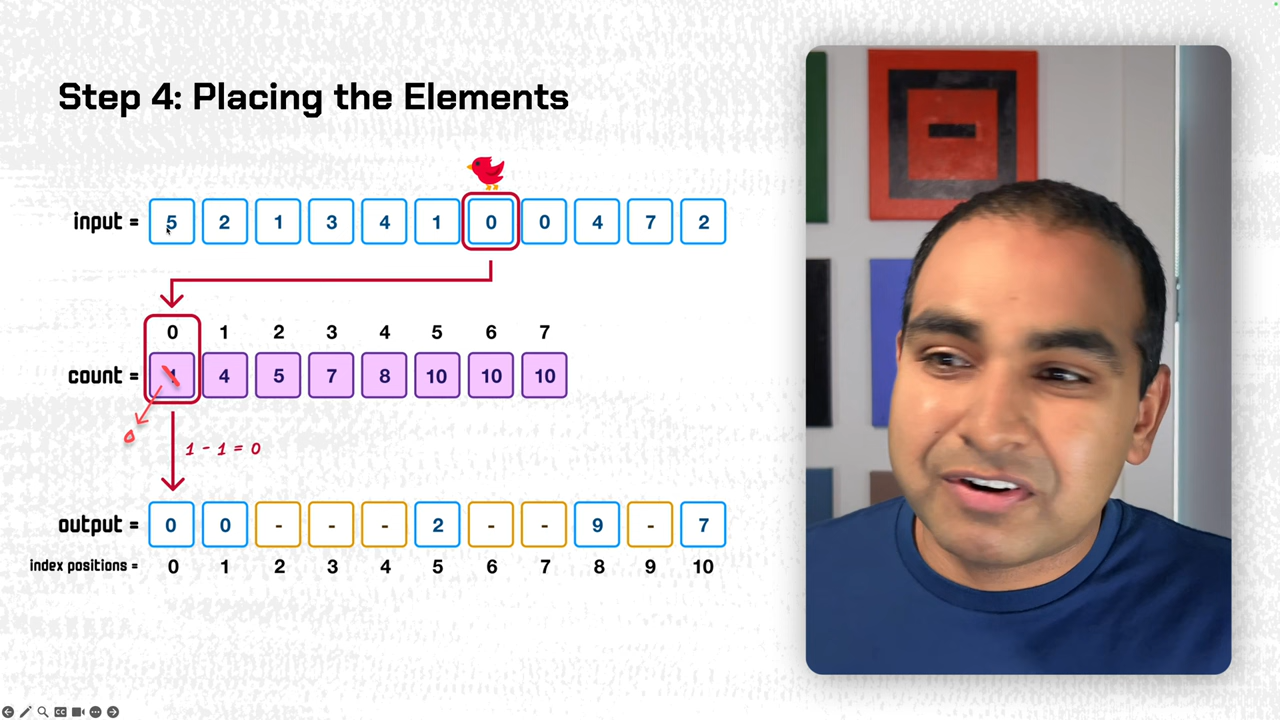 Step 4: Placing the Elements
input = 5 2 1 3 4 1 0 0 4 7 2
0 1 2 3 4 5 6 7
count = 1 4 5 7 8 10 10 10
0
1 - 1 = 0
output = 0 0 - - - 2 - - 9 - 7
index positions = 0 1 2 3 4 5 6 7 8 9 10